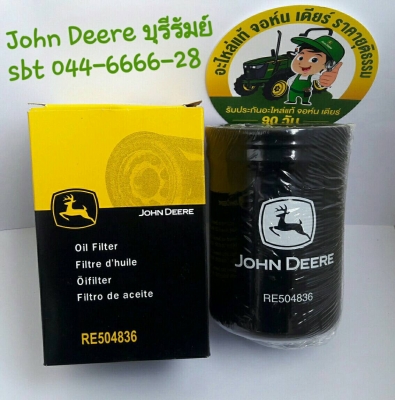 John Deere บุรีรัมย์
sbt 044-6666-28
อะไหล่แท้ จอห์น เดียร์ ราคายุติธรรม
รับประกันอะไหล่แท้ จอห์น เดียร์
90 วัน
JOHN DEERE
Oil Filter
Filtre d'huile
Öifilter
Filtro de aceite
RE504836
JOHN DEERE
RE504836